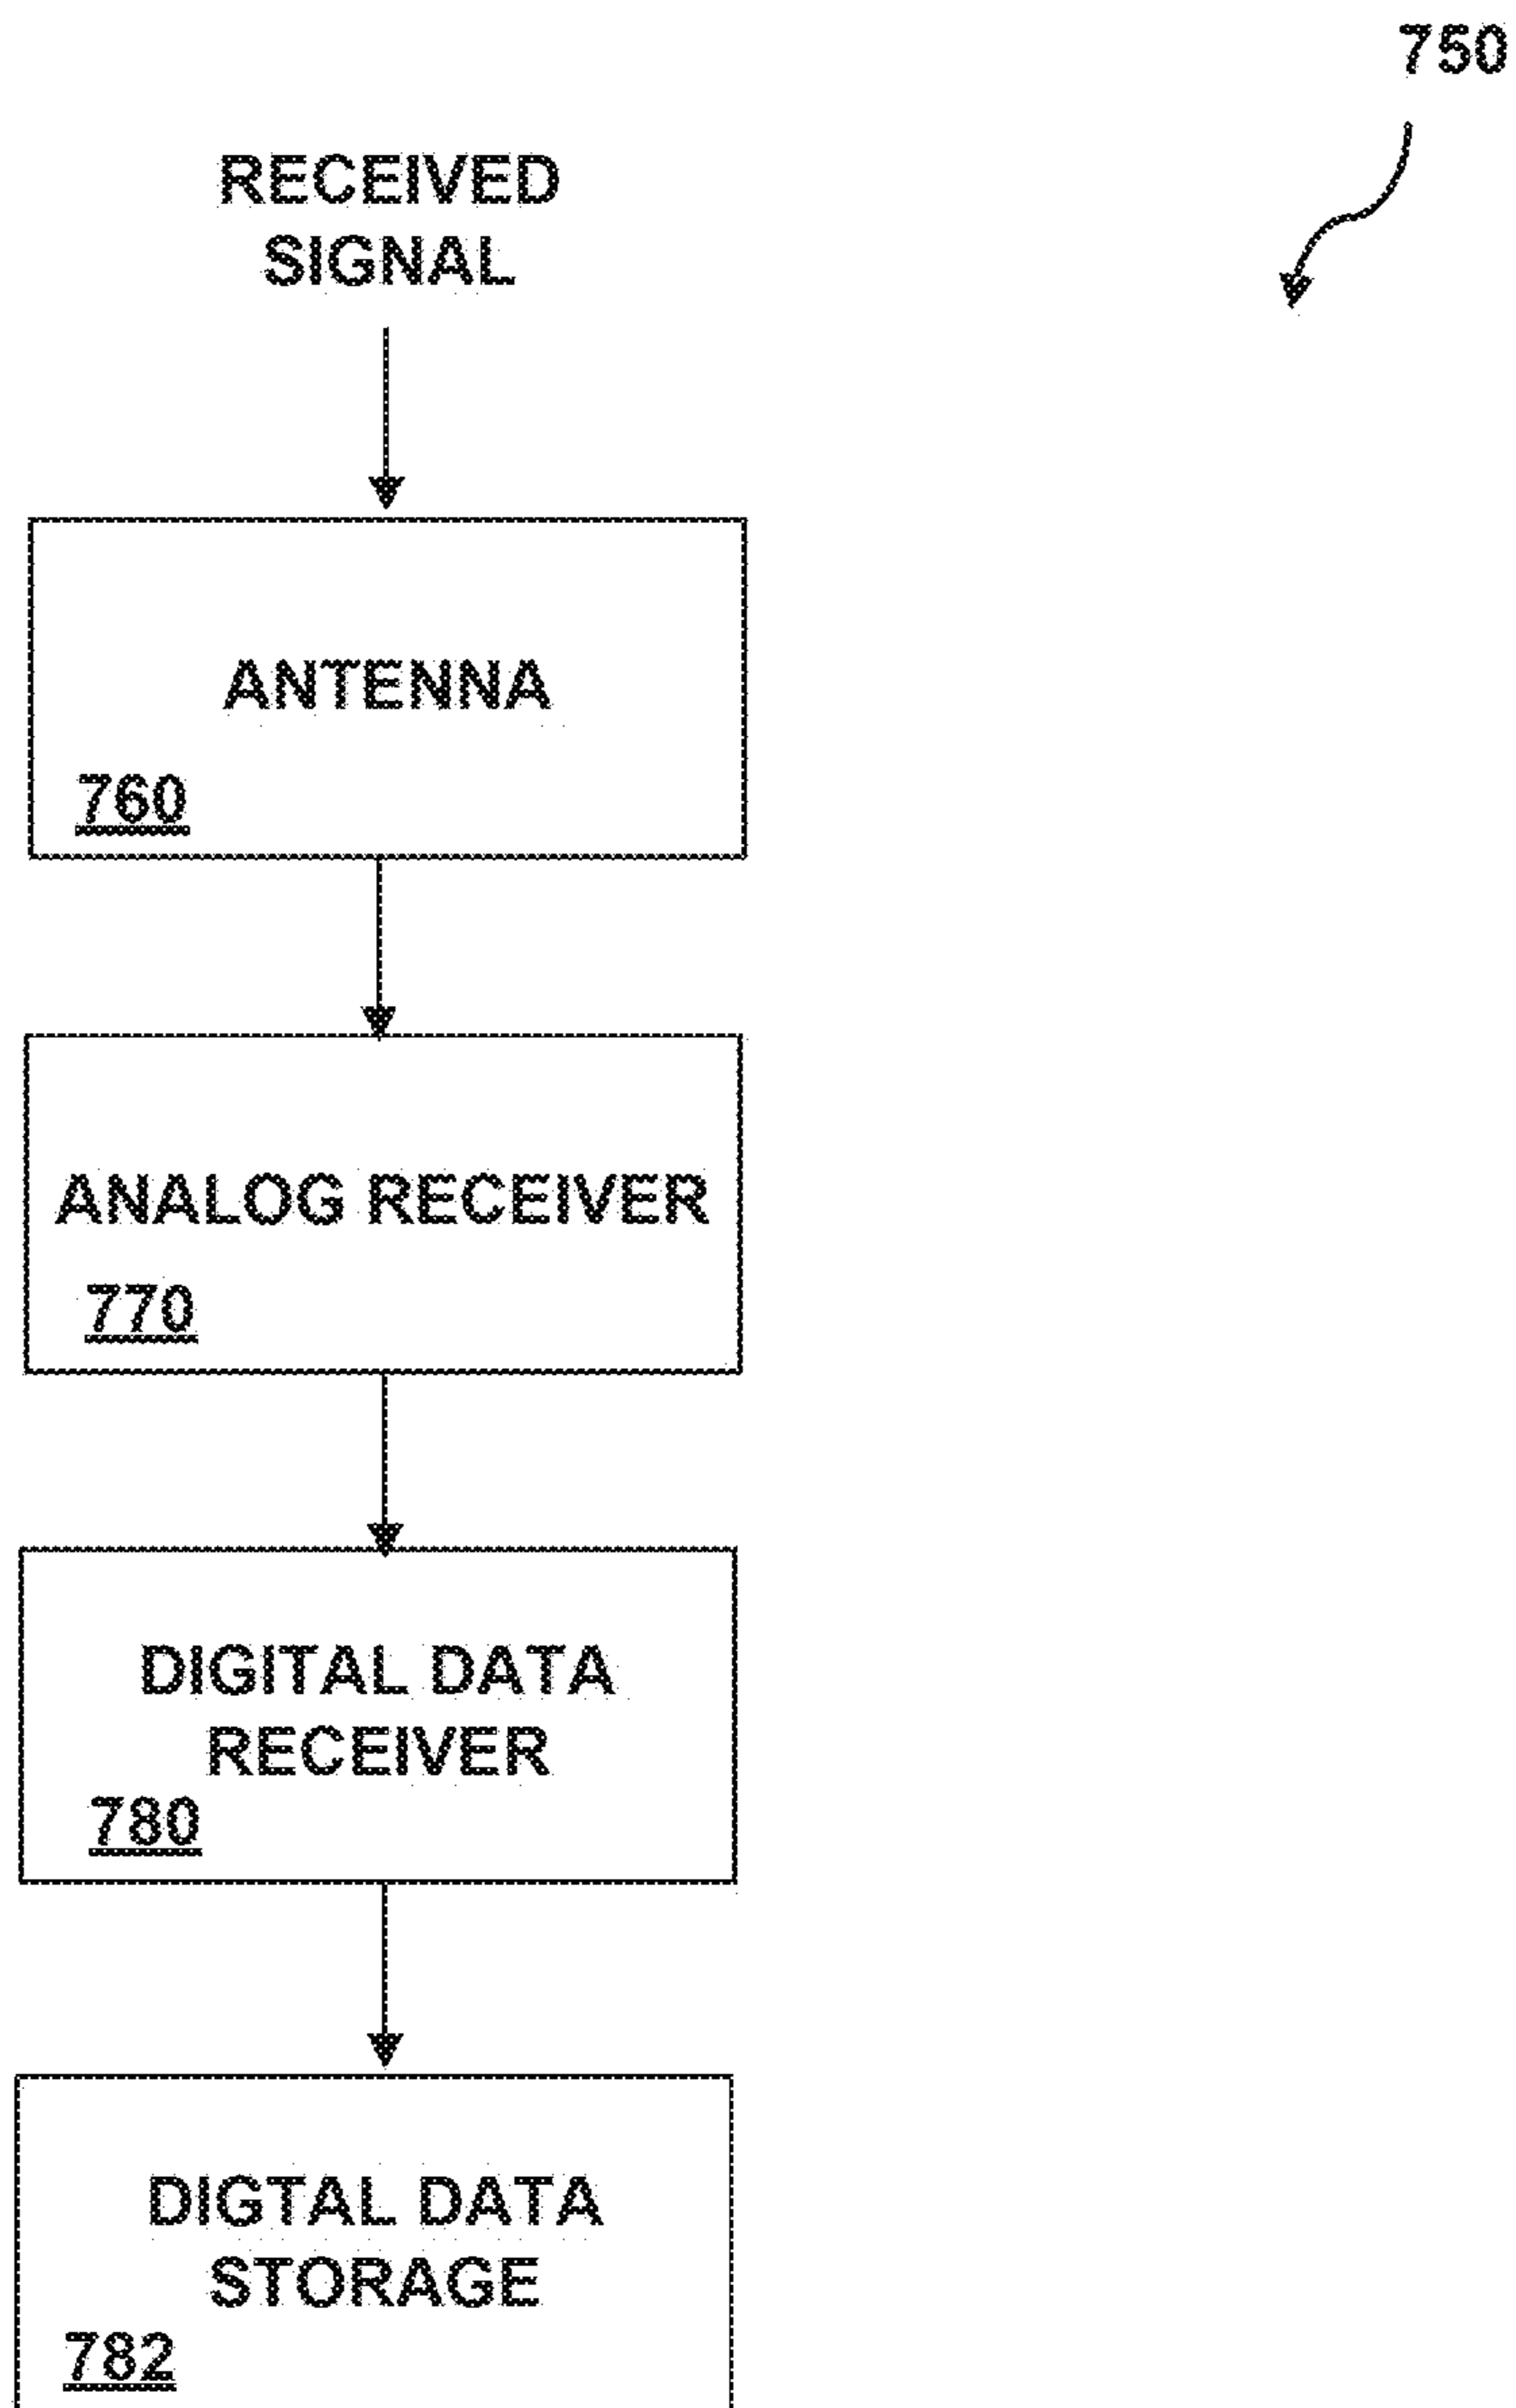 750
RECEIVED
SIGNAL
ANTENNA
760
ANALOG RECEIVER
770
DIGITAL DATA
RECEIVER
780
DIGTAL DATA
STORAGE
782